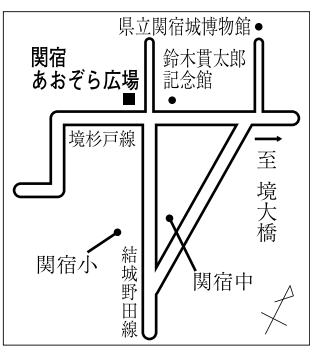 県立関宿城博物館
関宿
あおぞら広場
鈴木貫太郎
記念館
境杉戸線
至 境大橋
関宿小
結城野田線
関宿中